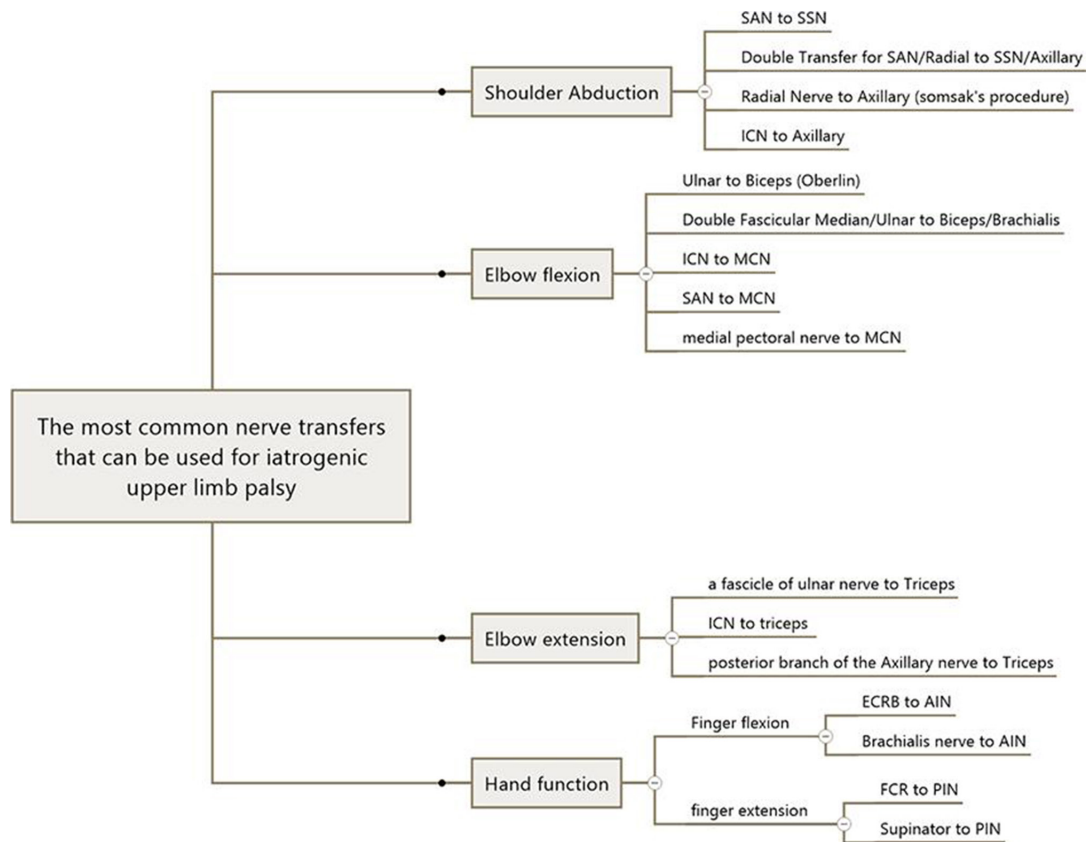 SAN to SSN
Double Transfer for SAN/Radial to SSN/Axillary
Shoulder Abduction
Radial Nerve to Axillary (somsak's procedure)
ICN to Axillary
Ulnar to Biceps (Oberlin)
Double Fascicular Median/Ulnar to Biceps/Brachialis
Elbow flexion
ICN to MCN
SAN to MCN
medial pectoral nerve to MCN
The most common nerve transfers
that can be used for iatrogenic
upper limb palsy
a fascicle of ulnar nerve to Triceps
Elbow extension
ICN to triceps
posterior branch of the Axillary nerve to Triceps
Hand function
Finger flexion
ECRB to AIN
Brachialis nerve to AIN
finger extension
FCR to PIN
Supinator to PIN